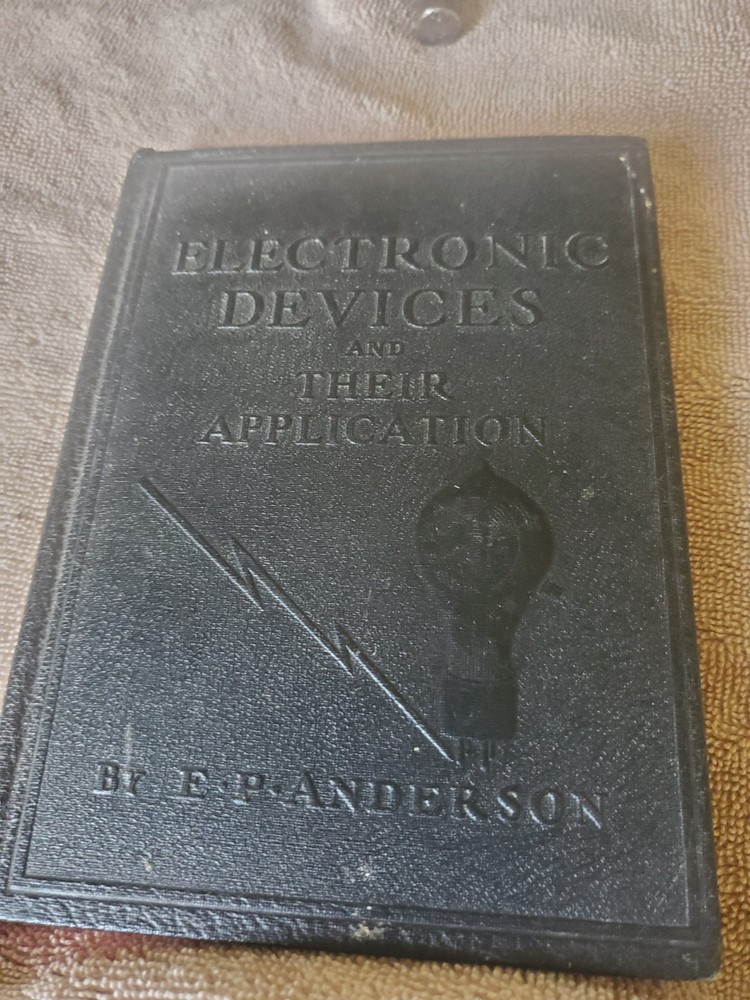 ELECTRONIC
DEVICES
AND
THEIR
APPLICATION
BY E·P·ANDERSON